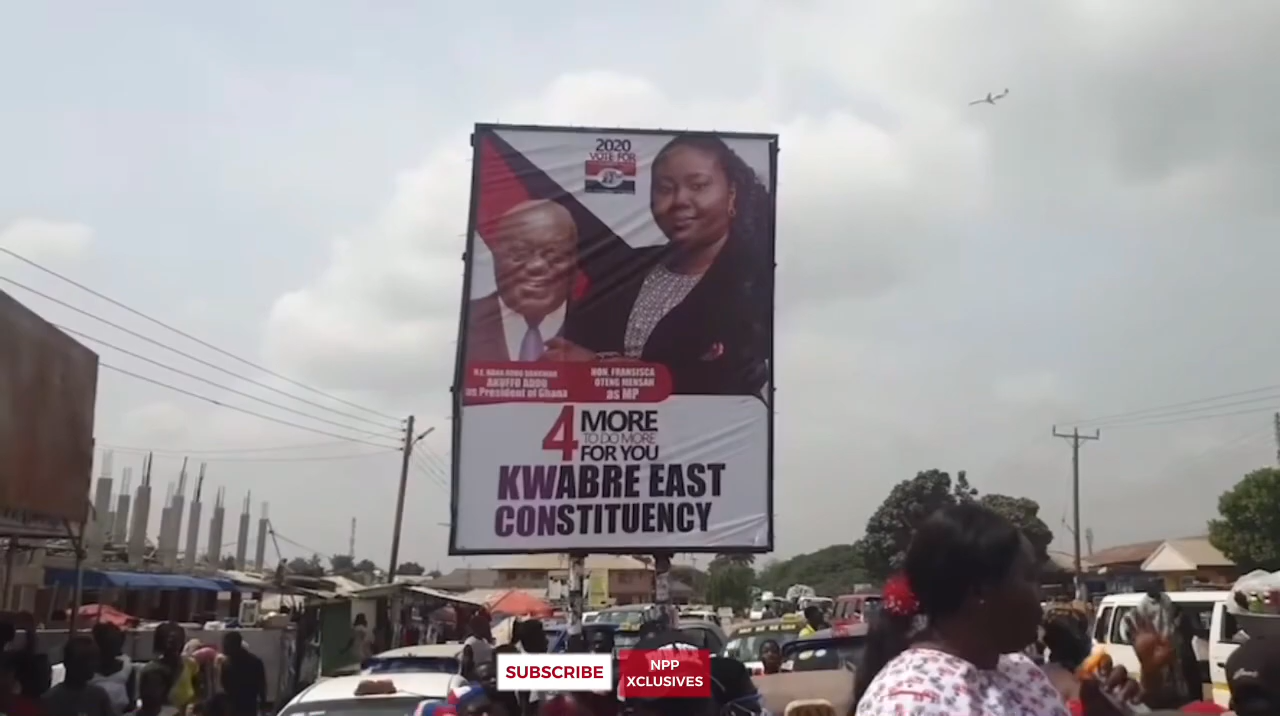 2020
VOTE FOR
H.E. NANA ADDO DANKWAH
AKUFFO ADDO
as President of Ghana
HON. FRANSISCA
OTENG MENSAH
as MP
4 MORE
TO DO MORE
FOR YOU
KWABRE EAST
CONSTITUENCY
SUBSCRIBE
NPP
XCLUSIVES